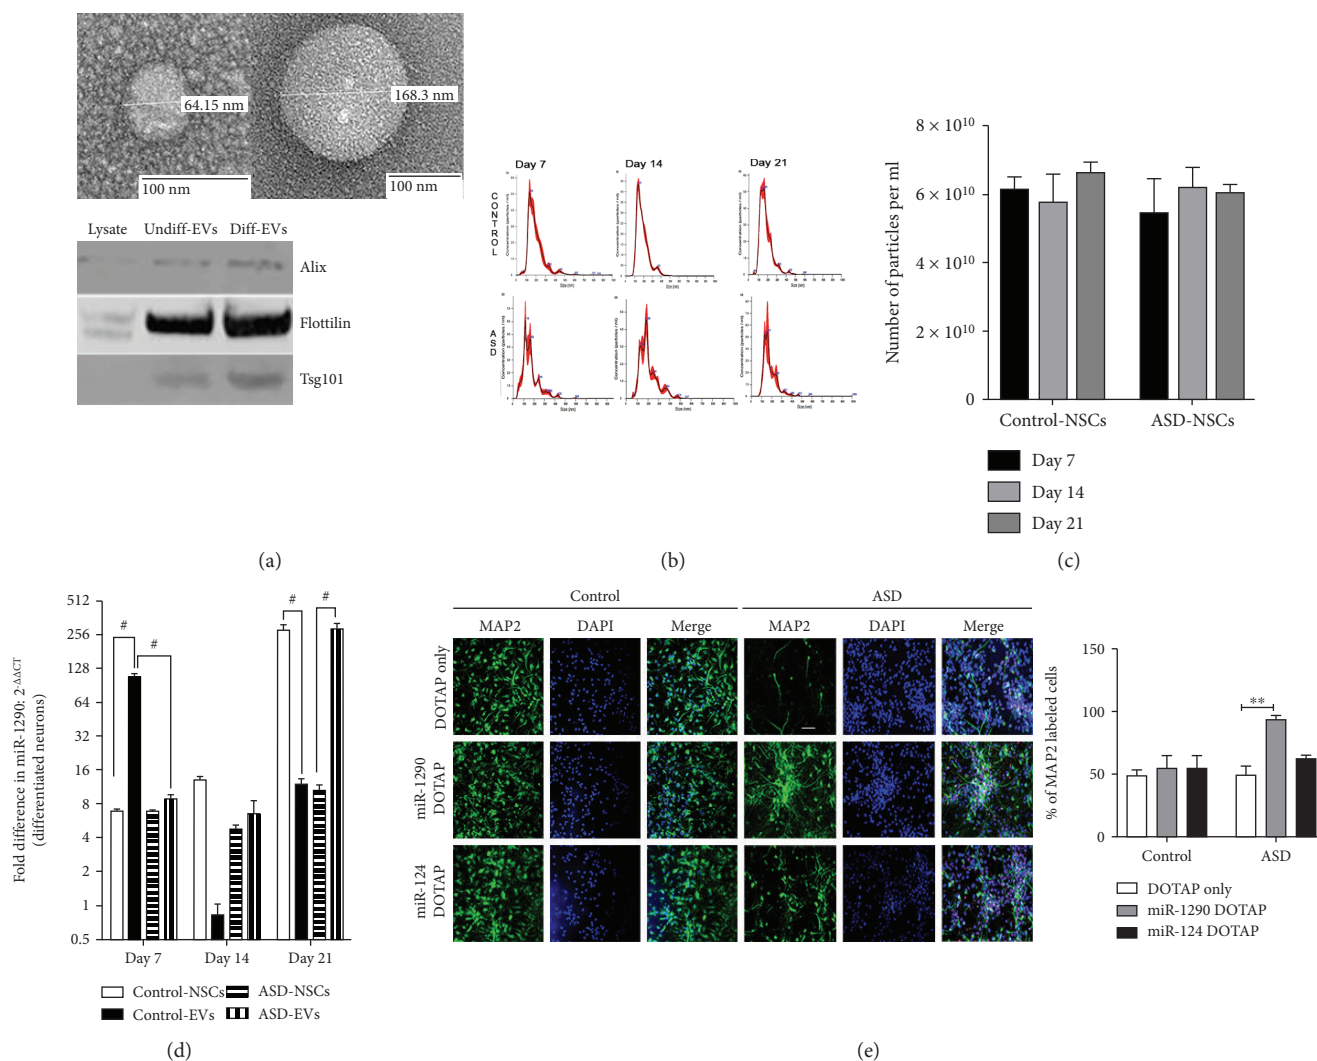 64.15 nm
168.3 nm
100 nm
100 nm
Lysate Undiff-EVs Diff-EVs
Alix
Flottilin
Tsg101
(a)
Day 7 Day 14 Day 21
CONTROL
ASD
Concentration (particles / ml)
Size (nm)
(b)
Number of particles per ml
8 × 10¹⁰
6 × 10¹⁰
4 × 10¹⁰
2 × 10¹⁰
0
Control-NSCs ASD-NSCs
Day 7
Day 14
Day 21
(c)
Fold difference in miR-1290: 2-ΔΔCT
(differentiated neurons)
512
256
128
64
32
16
8
4
2
1
0.5
# # # #
Day 7 Day 14 Day 21
Control-NSCs ASD-NSCs
Control-EVs ASD-EVs
(d)
Control ASD
MAP2 DAPI Merge MAP2 DAPI Merge
DOTAP only
miR-1290
DOTAP
miR-124
DOTAP
% of MAP2 labeled cells
150
100
50
0
**
Control ASD
DOTAP only
miR-1290 DOTAP
miR-124 DOTAP
(e)